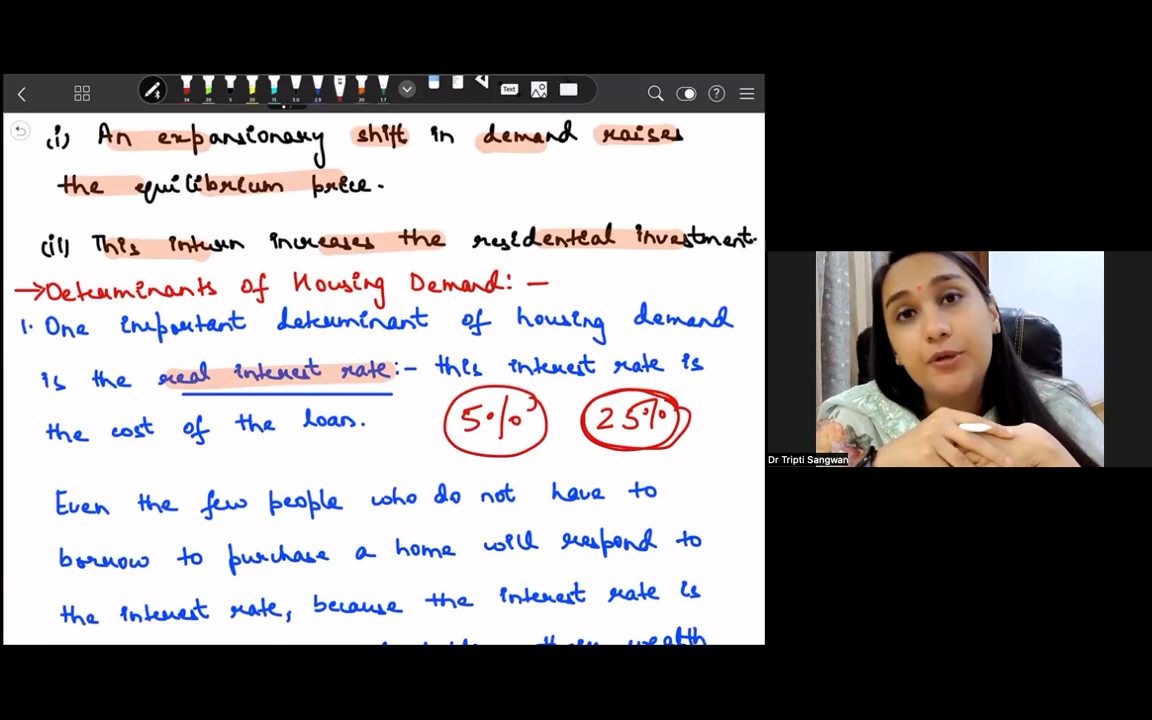 (i) An expansionary shift in demand raises
the equilibrium price.
(ii) This inturn increases the residential investment.
→ Determinants of Housing Demand: —
1. One important determinant of housing demand
is the real interest rate :- this interest rate is
the cost of the loan.
5% 25%
Even the few people who do not have to
borrow to purchase a home will respond to
the interest rate, because the interest rate is
their wealth
Text
Dr Tripti Sangwan